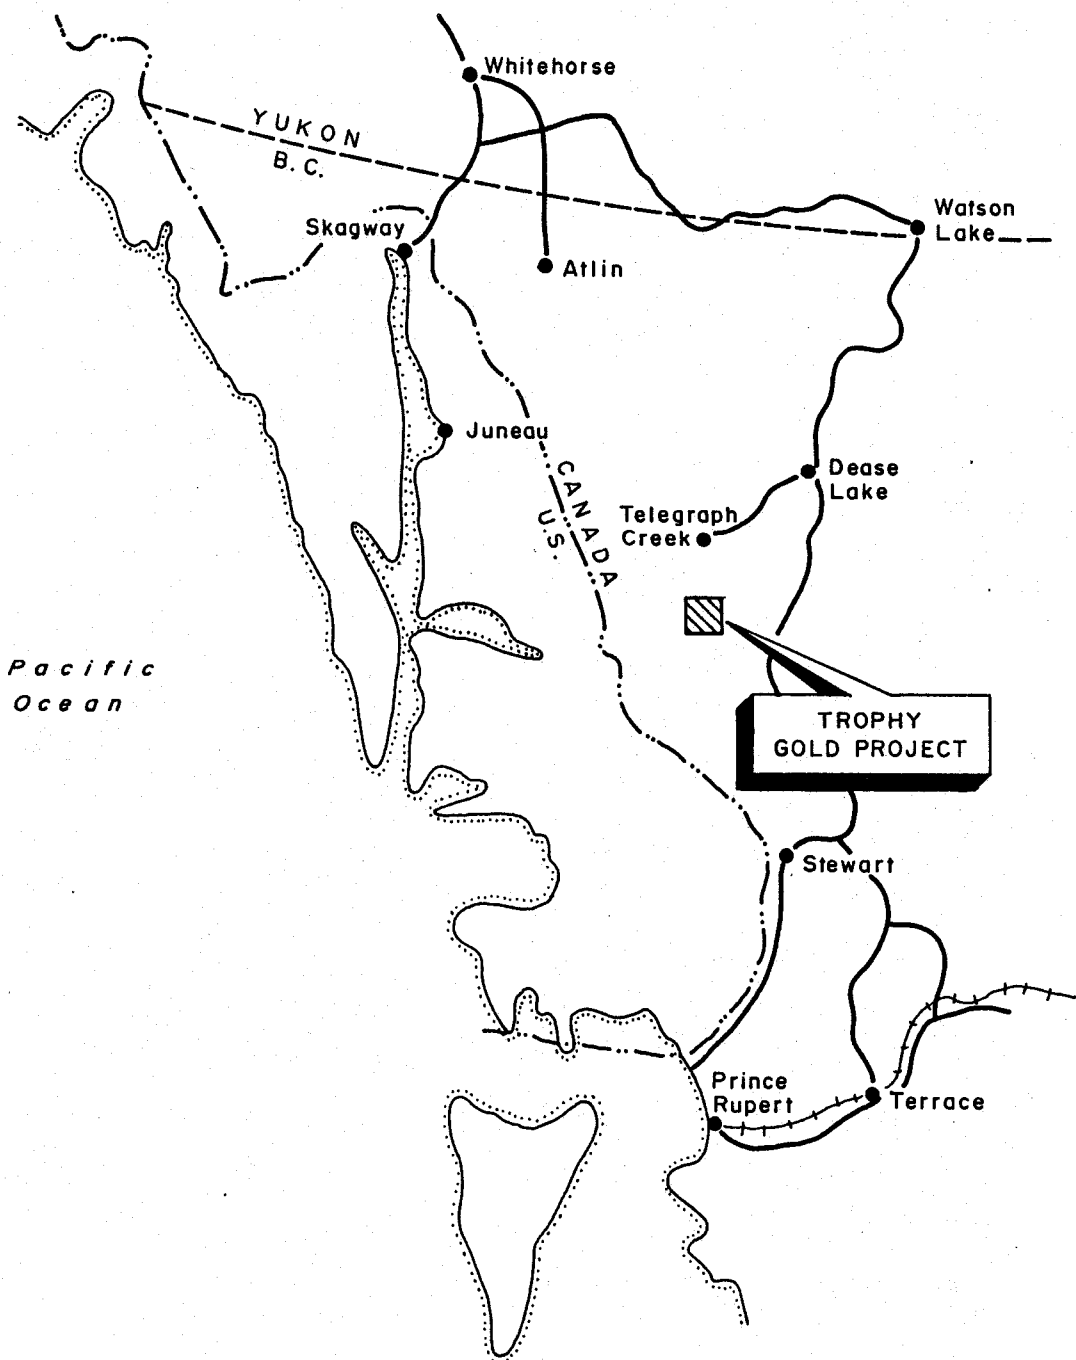 Whitehorse
YUKON
B.C.
Watson
Lake
Skagway
Atlin
Juneau
Dease
Lake
CANADA
U.S.
Telegraph
Creek
Pacific
Ocean
TROPHY
GOLD PROJECT
Stewart
Prince
Rupert
Terrace